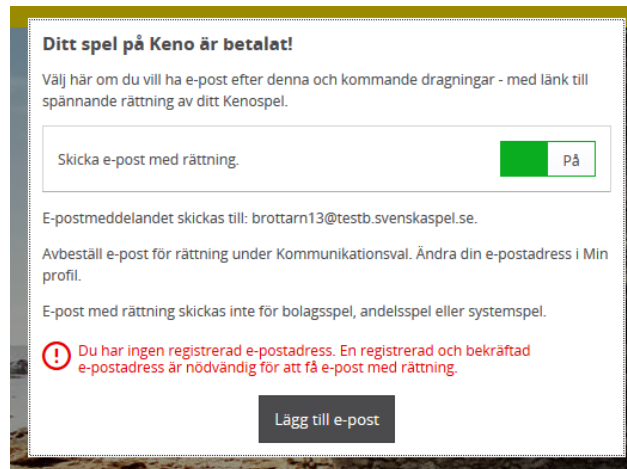 Ditt spel på Keno är betalat!
Välj här om du vill ha e-post efter denna och kommande dragningar - med länk till
spännande rättning av ditt Kenospel.
Skicka e-post med rättning.
På
E-postmeddelandet skickas till: brottarn13@testb.svenskaspel.se.
Avbeställ e-post för rättning under Kommunikationsval. Ändra din e-postadress i Min
profil.
E-post med rättning skickas inte för bolagsspel, andelsspel eller systemspel.
Du har ingen registrerad e-postadress. En registrerad och bekräftad
e-postadress är nödvändig för att få e-post med rättning.
Lägg till e-post